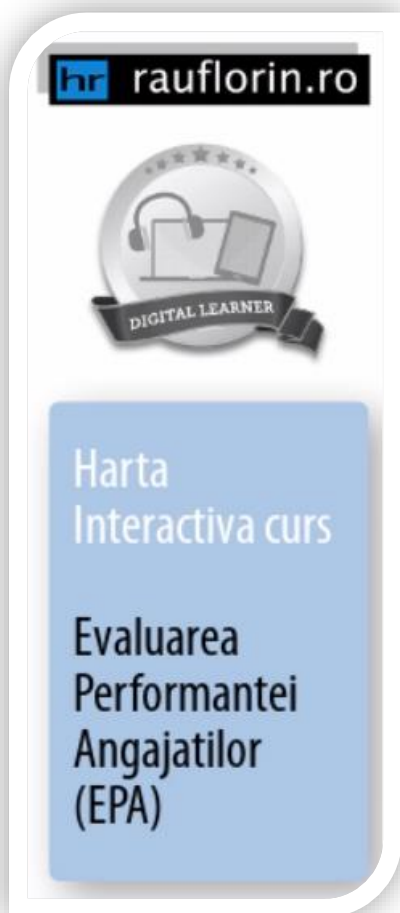 hr rauflorin.ro
DIGITAL LEARNER
Harta
Interactiva curs
Evaluarea
Performantei
Angajatilor
(EPA)